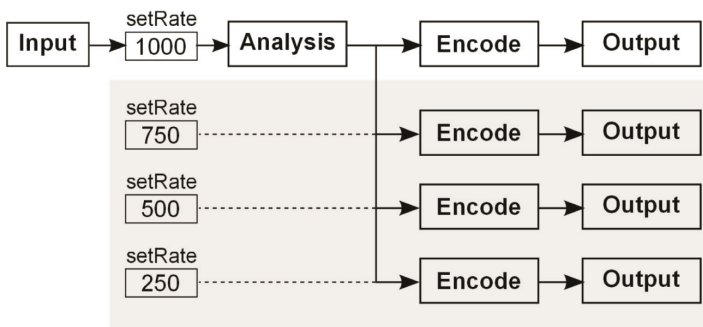 setRate
Input 1000 Analysis Encode Output
setRate
750 Encode Output
setRate
500 Encode Output
setRate
250 Encode Output